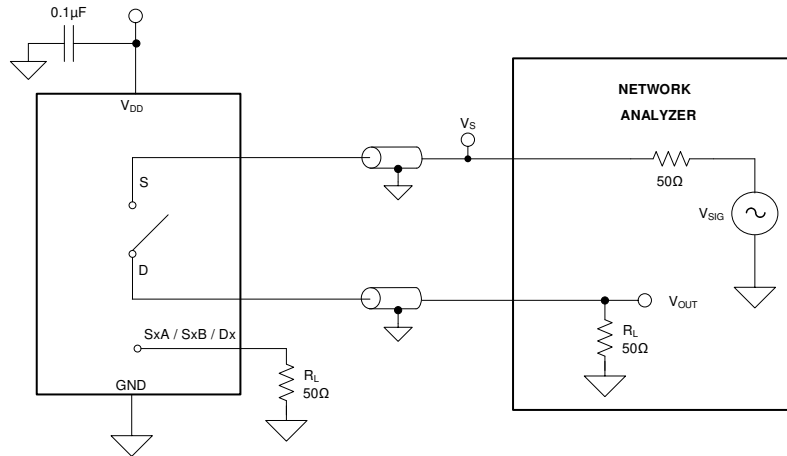 0.1µF
VDD
NETWORK
ANALYZER
VS
S
50Ω
VSIG
D
VOUT
SxA / SxB / Dx
RL
50Ω
GND
RL
50Ω